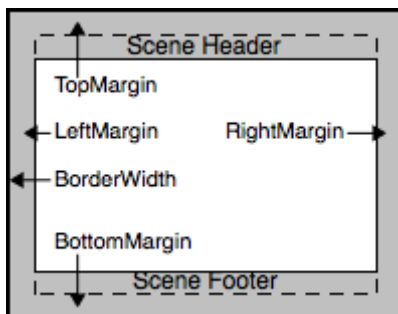 Scene Header
TopMargin
LeftMargin RightMargin
BorderWidth
BottomMargin
Scene Footer